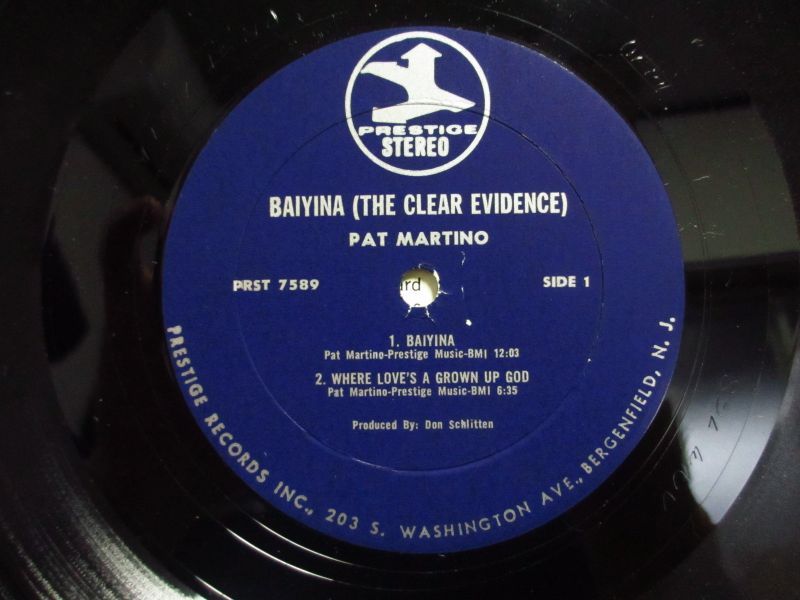 PRESTIGE
STEREO
BAIYINA (THE CLEAR EVIDENCE)
PAT MARTINO
PRST 7589
SIDE 1
1. BAIYINA
Pat Martino-Prestige Music-BMI 12:03
2. WHERE LOVE'S A GROWN UP GOD
Pat Martino-Prestige Music-BMI 6:35
Produced By: Don Schlitten
PRESTIGE RECORDS INC., 203 S. WASHINGTON AVE., BERGENFIELD, N. J.